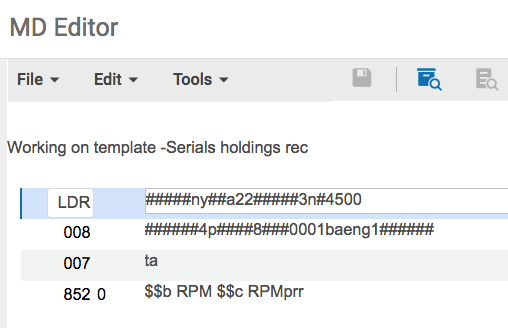 MD Editor
File Edit Tools
Working on template -Serials holdings rec
LDR #####ny##a22#####3n#4500
008 ######4p####8###0001baeng1######
007 ta
852 0 $$b RPM $$c RPMprr